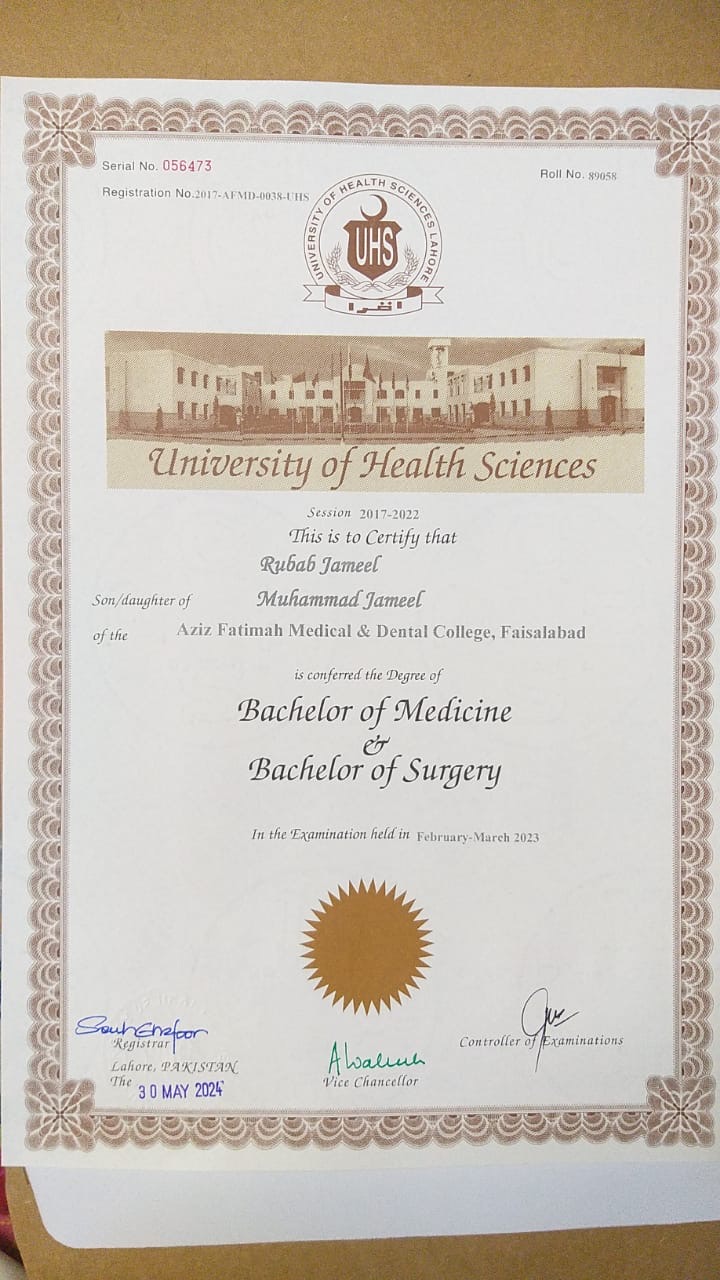 Serial No. 056473
Roll No. 89058
Registration No.2017-AFMD-0038-UHS
UNIVERSITY OF HEALTH SCIENCES LAHORE
UHS
اقرا
University of Health Sciences
Session 2017-2022
This is to Certify that
Rubab Jameel
Son/daughter of Muhammad Jameel
of the Aziz Fatimah Medical & Dental College, Faisalabad
is conferred the Degree of
Bachelor of Medicine
&
Bachelor of Surgery
In the Examination held in February-March 2023
Registrar
Controller of Examinations
Lahore, PAKISTAN
The 30 MAY 2024
Vice Chancellor